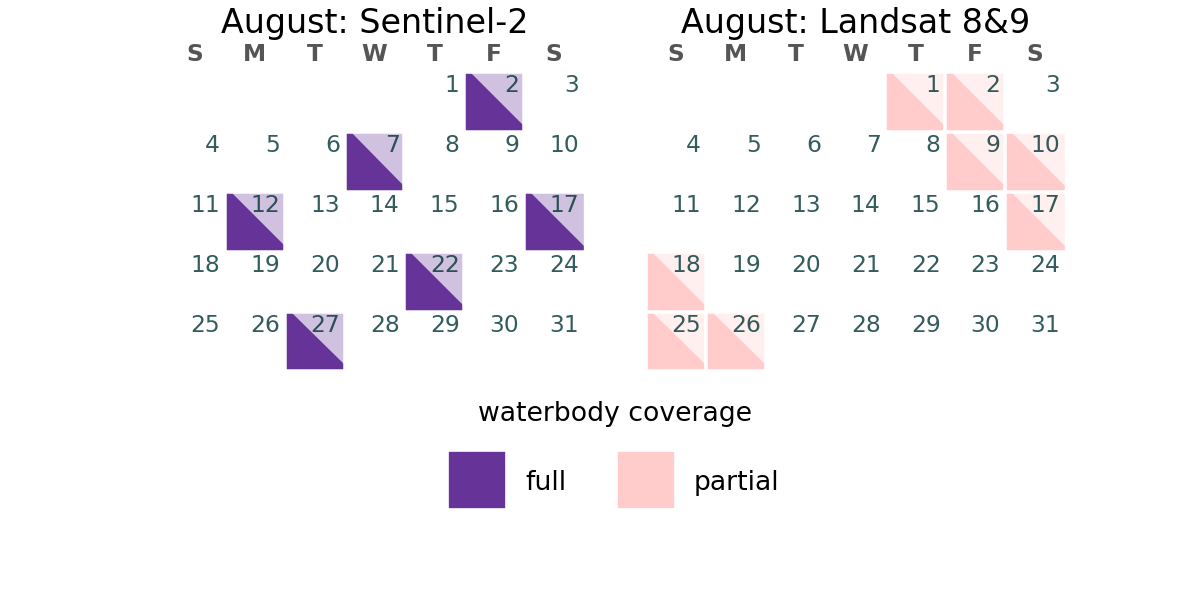 August: Sentinel-2
S M T W T F S
1 2 3
4 5 6 7 8 9 10
11 12 13 14 15 16 17
18 19 20 21 22 23 24
25 26 27 28 29 30 31
August: Landsat 8&9
S M T W T F S
1 2 3
4 5 6 7 8 9 10
11 12 13 14 15 16 17
18 19 20 21 22 23 24
25 26 27 28 29 30 31
waterbody coverage
full
partial